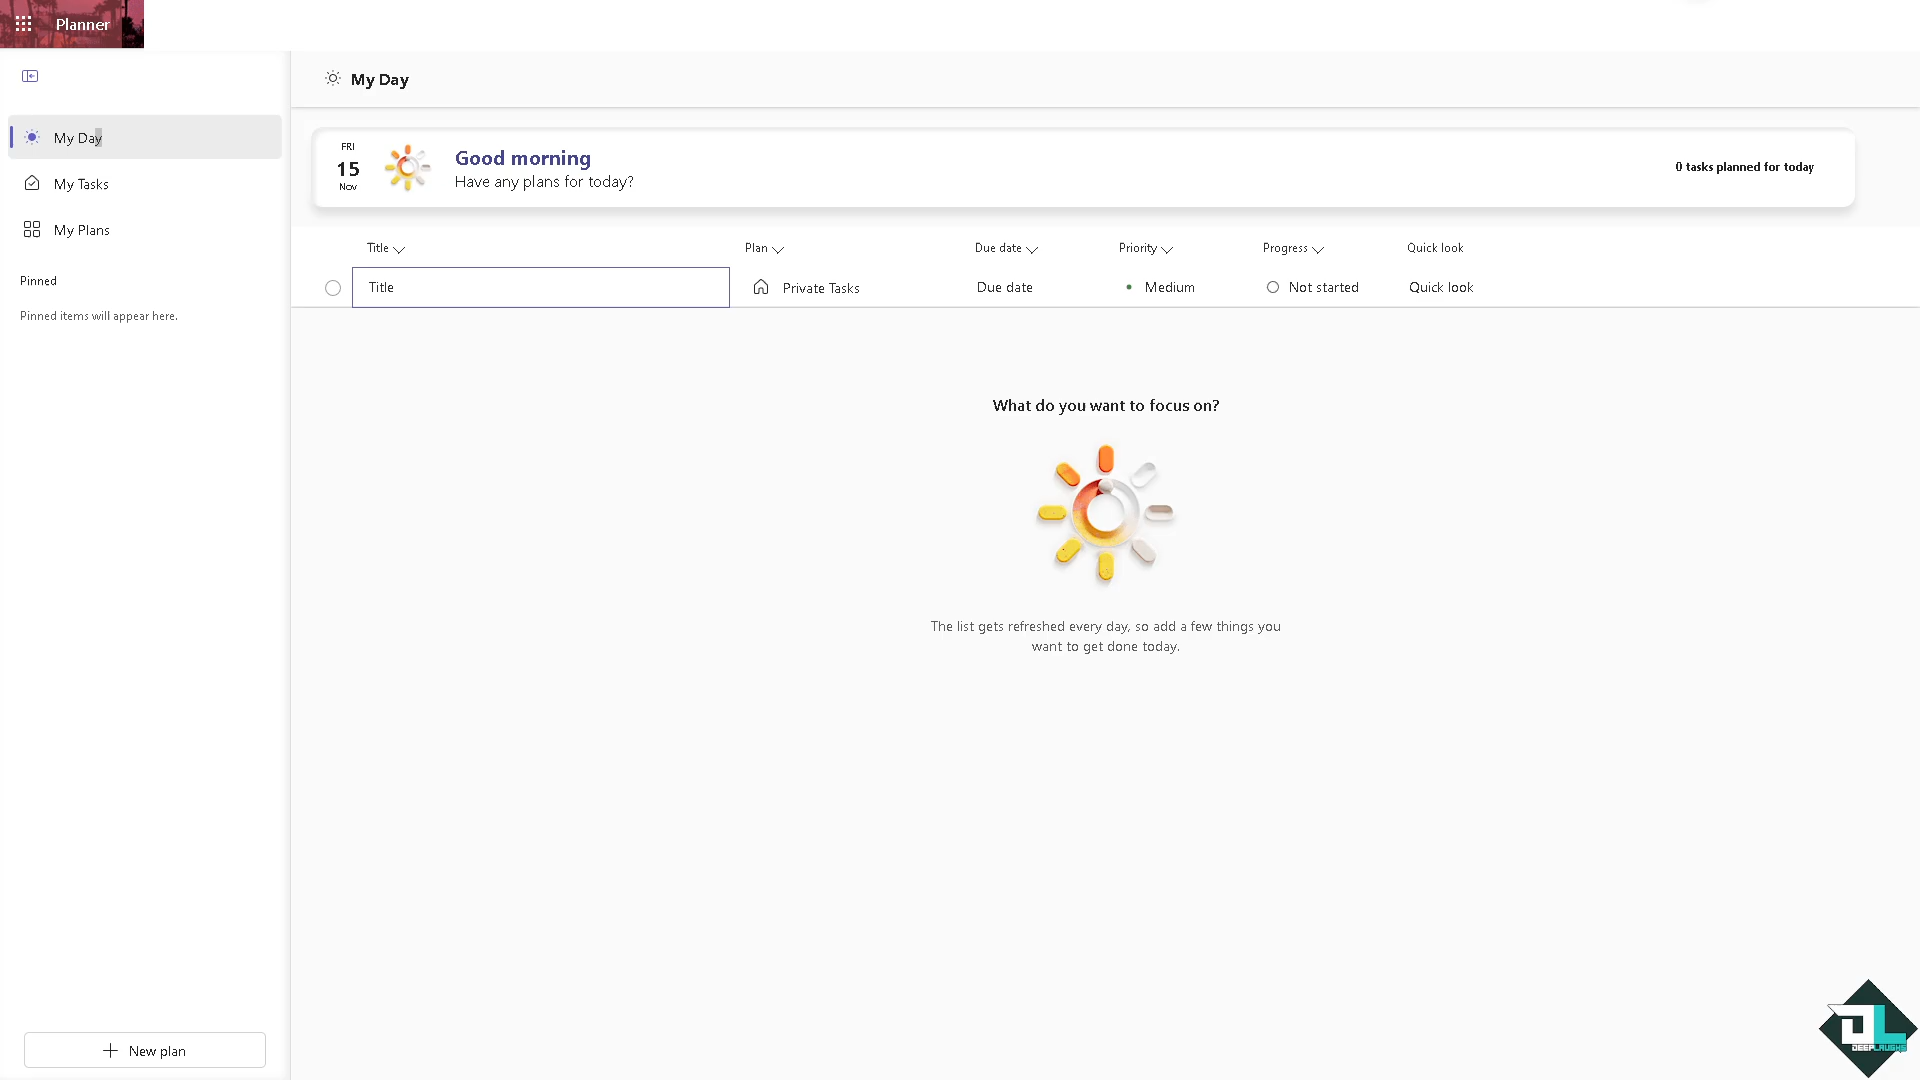 Planner
My Day
My Day
My Tasks
My Plans
Pinned
Pinned items will appear here.
FRI
15
Nov
Good morning
Have any plans for today?
0 tasks planned for today
Title Plan Due date Priority Progress Quick look
Title Private Tasks Due date Medium Not started Quick look
What do you want to focus on?
The list gets refreshed every day, so add a few things you
want to get done today.
New plan
DL
DEEPLAUGHS